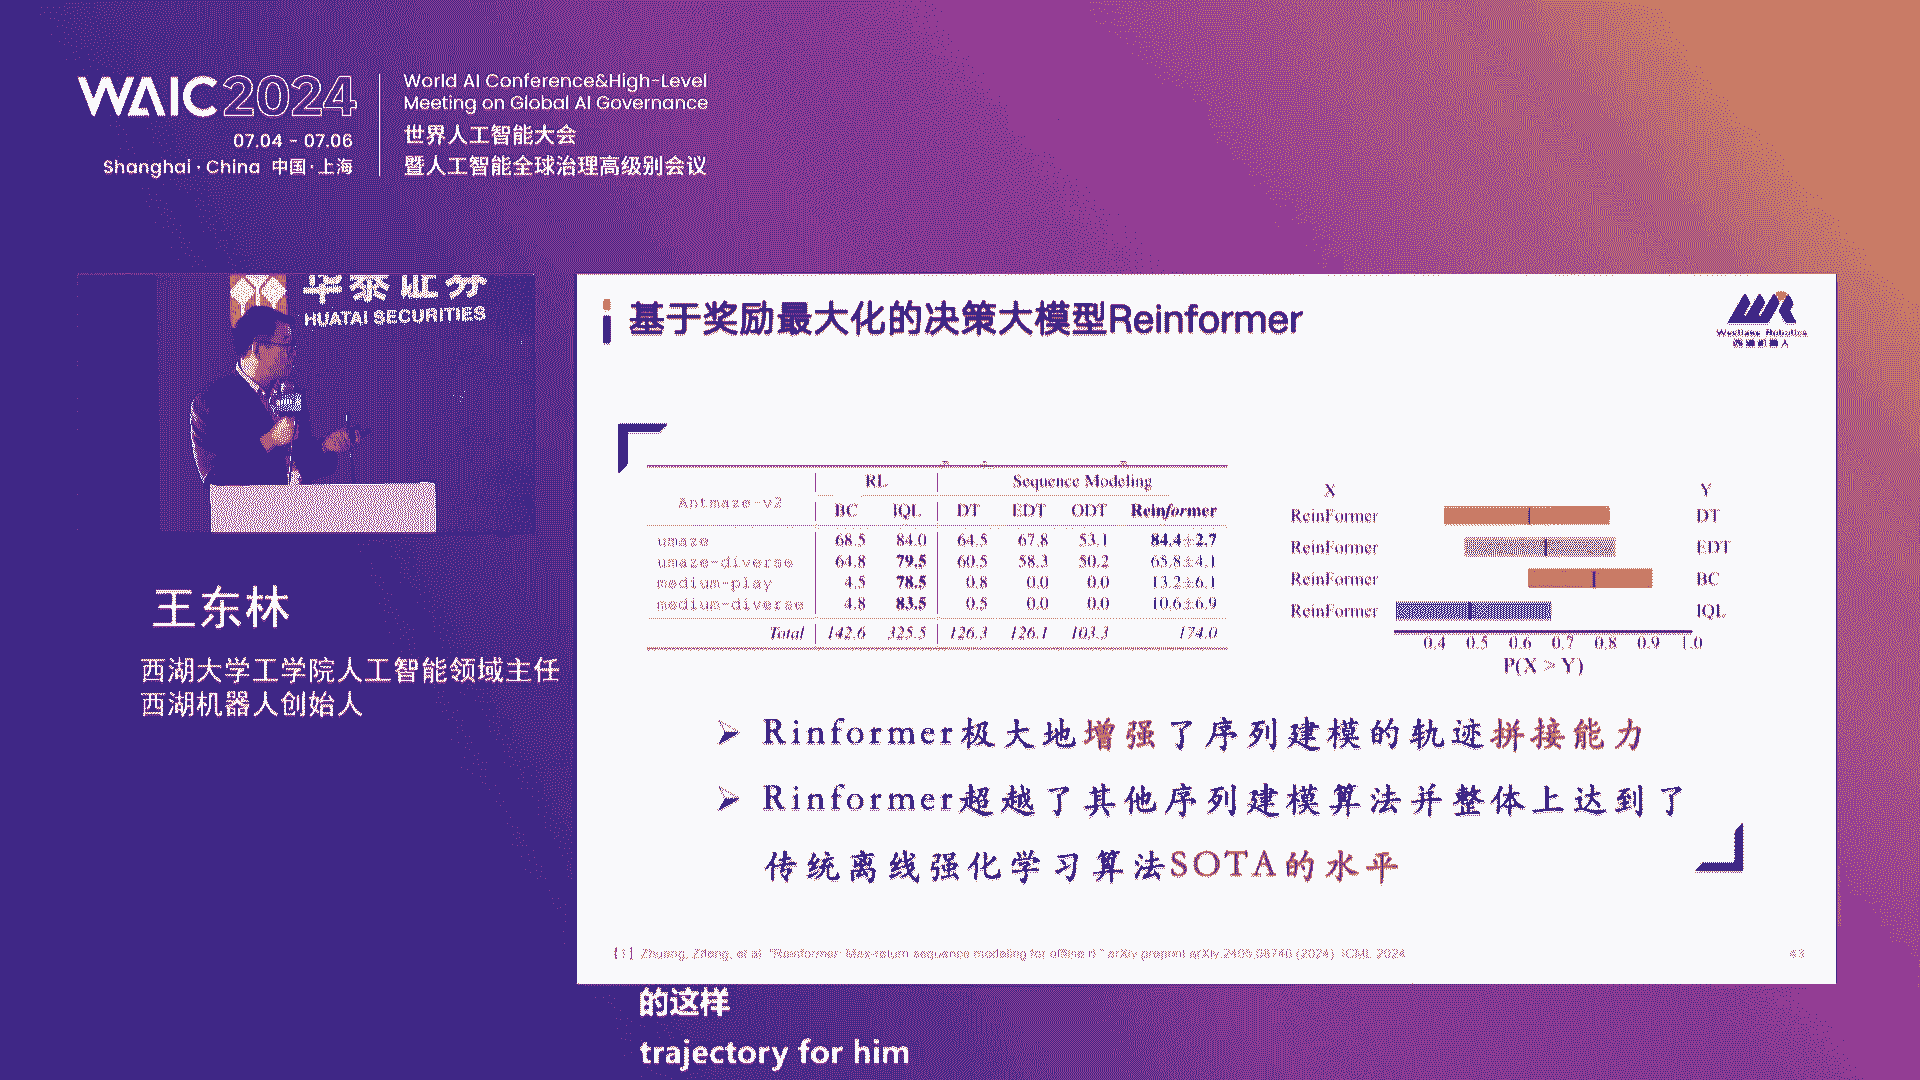 WAIC 2024
07.04 - 07.06
Shanghai · China 中国·上海
World AI Conference&High-Level
Meeting on Global AI Governance
世界人工智能大会
暨人工智能全球治理高级别会议
华泰证券
HUATAI SECURITIES
王东林
西湖大学工学院人工智能领域主任
西湖机器人创始人
基于奖励最大化的决策大模型Reinformer
Westlake Robotics
西湖机器人
Antmaze-v2 RL Sequence Modeling
BC IQL DT EDT ODT Reinformer
umaze 68.5 84.0 64.5 67.8 53.1 84.4±2.7
umaze-diverse 64.8 79.5 60.5 58.3 50.2 65.8±4.1
medium-play 4.5 78.5 0.8 0.0 0.0 13.2±6.1
medium-diverse 4.8 83.5 0.5 0.0 0.0 10.6±6.9
Total 142.6 325.5 126.3 126.1 103.3 174.0
X Y
ReinFormer DT
ReinFormer EDT
ReinFormer BC
ReinFormer IQL
0.4 0.5 0.6 0.7 0.8 0.9 1.0
P(X > Y)
➢ Rinformer极大地增强了序列建模的轨迹拼接能力
➢ Rinformer超越了其他序列建模算法并整体上达到了
传统离线强化学习算法SOTA的水平
[1] Zhuang, Zifeng, et al. "Reinformer: Max-return sequence modeling for offline rl." arXiv preprint arXiv:2405.08740 (2024). ICML 2024
43
的这样
trajectory for him